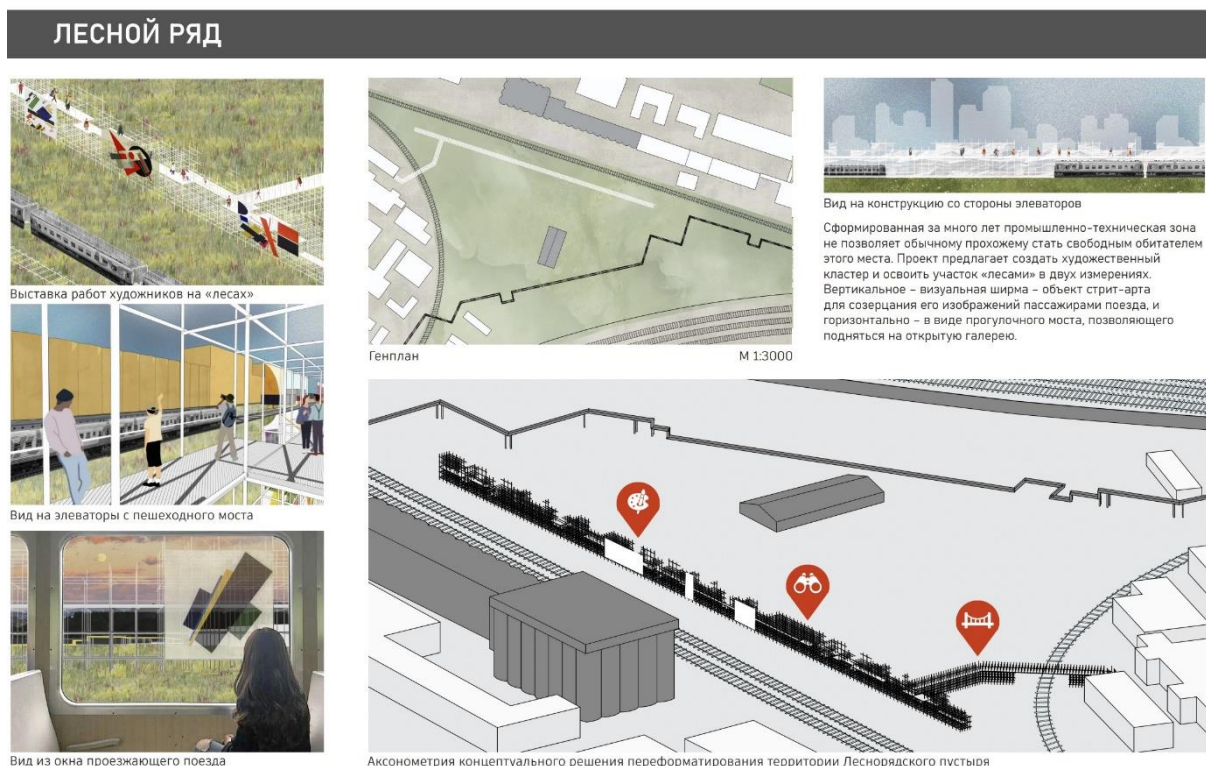 ЛЕСНОЙ РЯД
Выставка работ художников на «лесах»
Вид на элеваторы с пешеходного моста
Вид из окна проезжающего поезда
Генплан
М 1:3000
Вид на конструкцию со стороны элеваторов
Сформированная за много лет промышленно-техническая зона
не позволяет обычному прохожему стать свободным обитателем
этого места. Проект предлагает создать художественный
кластер и освоить участок «лесами» в двух измерениях.
Вертикальное – визуальная ширма – объект стрит-арта
для созерцания его изображений пассажирами поезда, и
горизонтально – в виде прогулочного моста, позволяющего
подняться на открытую галерею.
Аксонометрия концептуального решения переформатирования территории Леснорядского пустыря